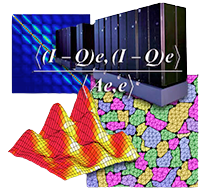 ⟨(I – Q)e, (I – Q)e⟩
⟨Ae, e⟩